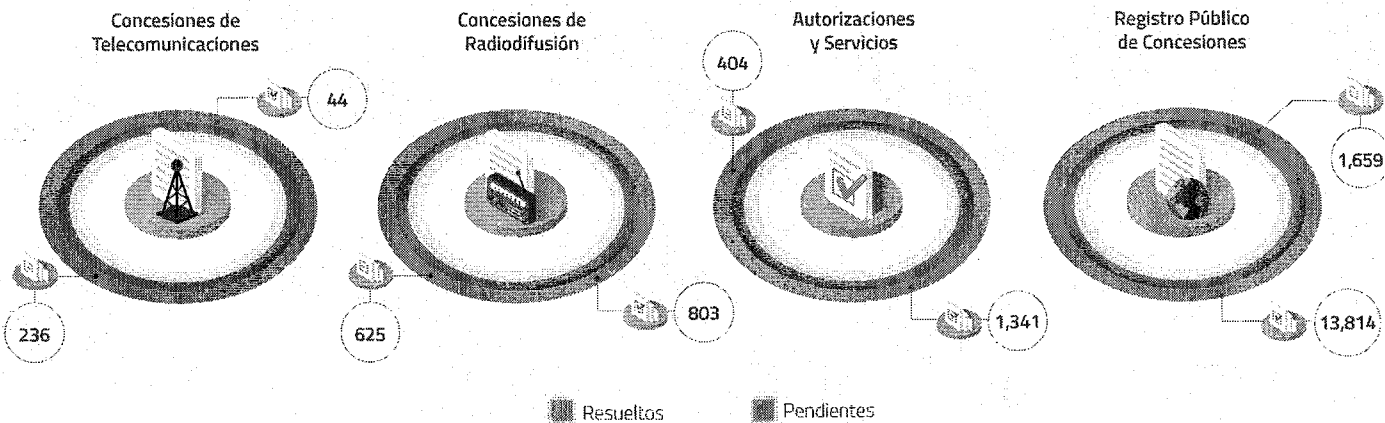 Concesiones de
Telecomunicaciones
44
236
Concesiones de
Radiodifusión
625
803
Autorizaciones
y Servicios
404
1,341
Registro Público
de Concesiones
1,659
13,814
Resueltos
Pendientes